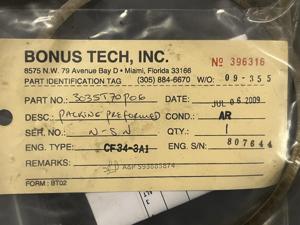 BONUS TECH, INC. Nº 396316
8575 N.W. 79 Avenue Bay D • Miami, Florida 33166
PART IDENTIFICATION TAG (305) 884-6670 W/O: 09-355
PART NO.: 3035T70P06 DATE: JUL 06 2009
DESC.: PACKING PREFORMED COND.: AR
SER. NO.: N-S-N QTY.: 1
ENG. TYPE: CF34-3A1 ENG. S/N: 807644
REMARKS:
FORM: BT02